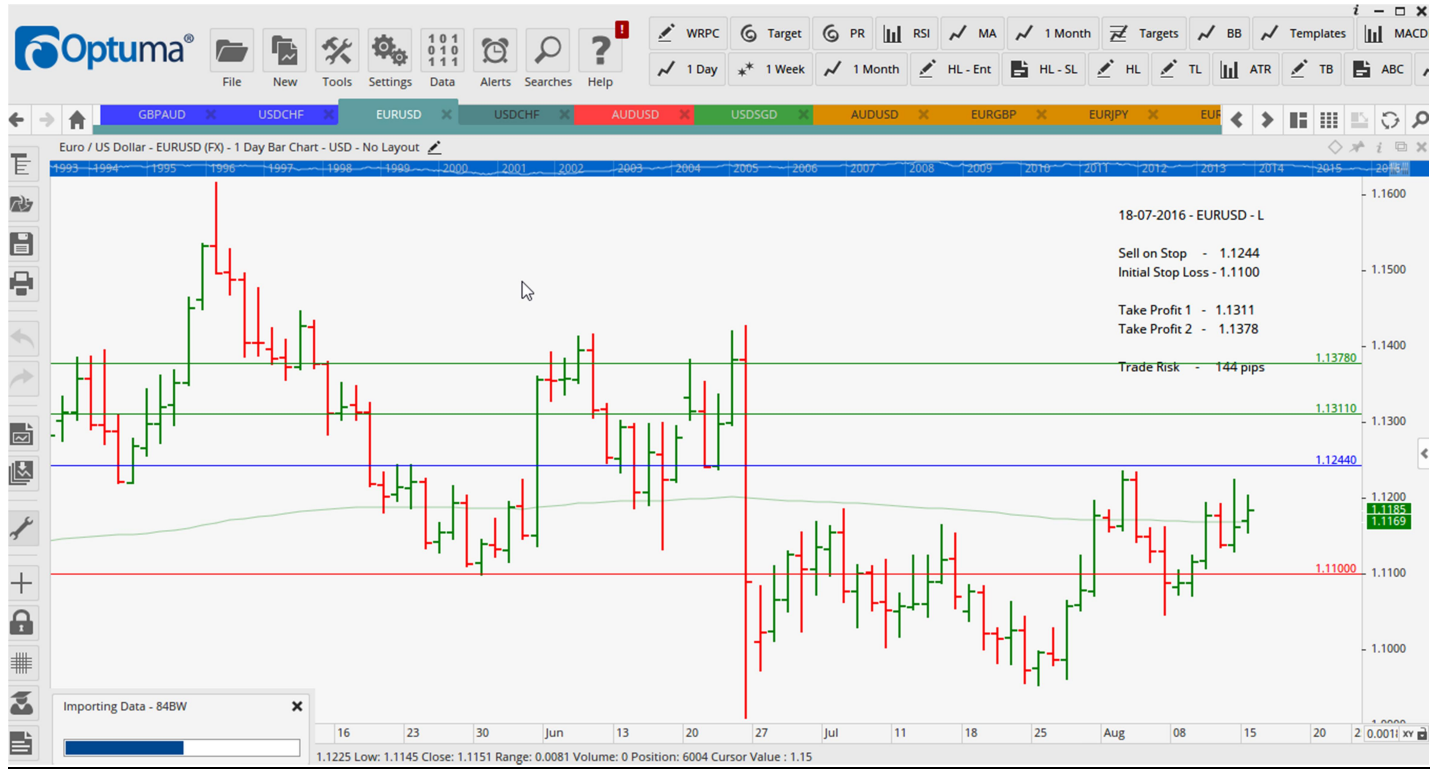 Optuma®
File
New
Tools
Settings
Data
Alerts
Searches
Help
WRPC
Target
PR
RSI
MA
1 Month
Targets
BB
Templates
MACD
1 Day
1 Week
1 Month
HL - Ent
HL - SL
HL
TL
ATR
TB
ABC
GBPAUD
USDCHF
EURUSD
USDCHF
AUDUSD
USDSGD
AUDUSD
EURGBP
EURJPY
EUR
Euro / US Dollar - EURUSD (FX) - 1 Day Bar Chart - USD - No Layout
1993 1994 1995 1996 1997 1998 1999 2000 2001 2002 2003 2004 2005 2006 2007 2008 2009 2010 2011 2012 2013 2014 2015
1.1600
18-07-2016 - EURUSD - L
Sell on Stop - 1.1244
Initial Stop Loss - 1.1100
1.1500
Take Profit 1 - 1.1311
Take Profit 2 - 1.1378
1.1400
1.13780
Trade Risk - 144 pips
1.13110
1.1300
1.12440
1.1200
1.1185
1.1169
1.11000
1.1100
1.1000
Importing Data - 84BW
16 23 30 Jun 13 20 27 Jul 11 18 25 Aug 08 15 20 2
XY
1.1225 Low: 1.1145 Close: 1.1151 Range: 0.0081 Volume: 0 Position: 6004 Cursor Value : 1.15